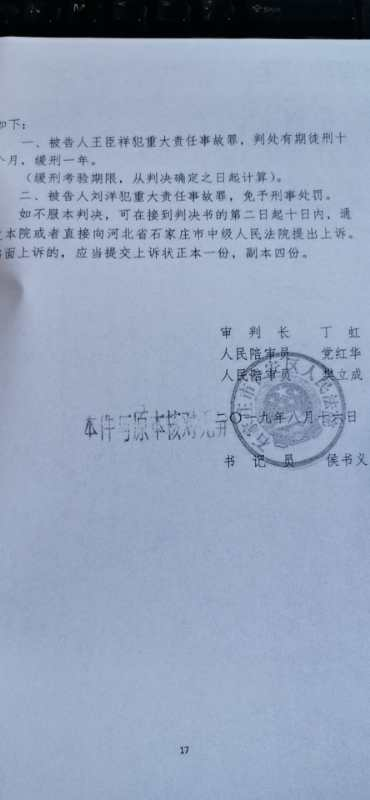 如下：
一、被告人王臣祥犯重大责任事故罪，判处有期徒刑十
个月，缓刑一年。
（缓刑考验期限，从判决确定之日起计算）。
二、被告人刘洋犯重大责任事故罪，免予刑事处罚。
如不服本判决，可在接到判决书的第二日起十日内，通
本院或者直接向河北省石家庄市中级人民法院提出上诉。
面上诉的，应当提交上诉状正本一份，副本四份。
审 判 长 丁 虹
人民陪审员 党红华
人民陪审员 樊立成
二〇一九年八月十六日
本件与原本核对无异
书 记 员 侯书义
17